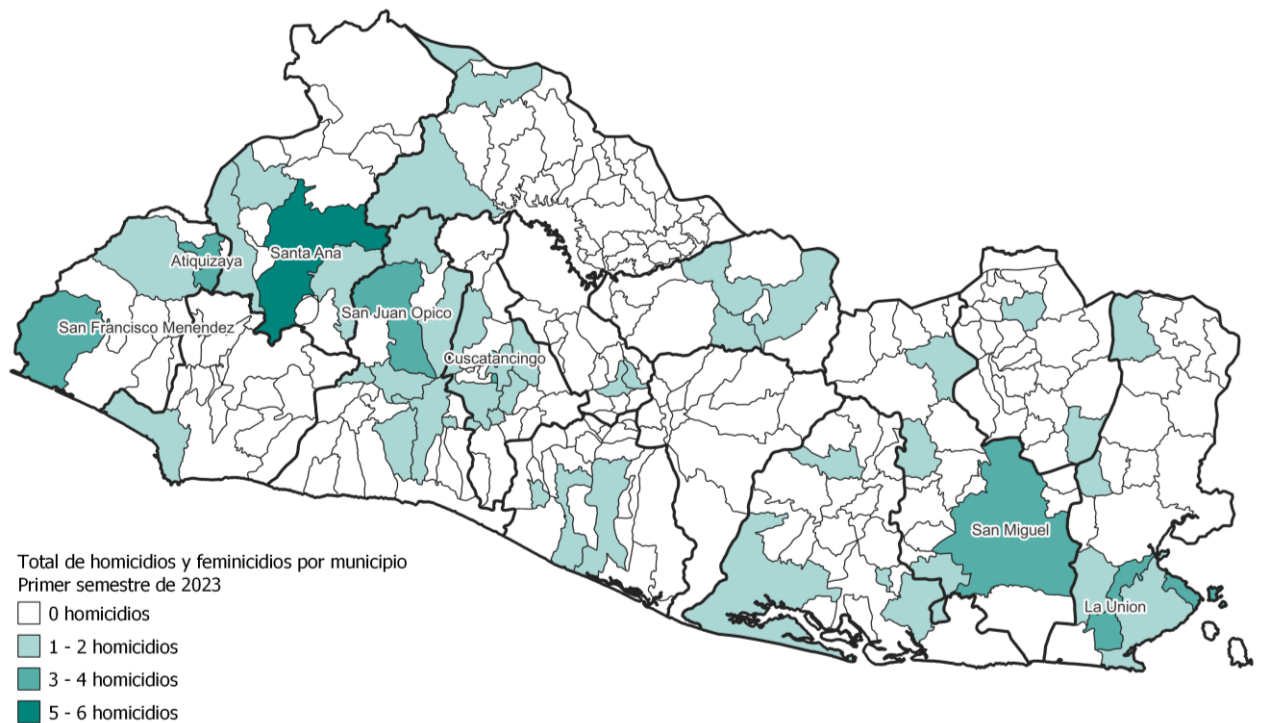 Santa Ana
Atiquizaya
San Juan Opico
San Francisco Menendez
Cuscatancingo
San Miguel
La Union
Total de homicidios y feminicidios por municipio
Primer semestre de 2023
0 homicidios
1 - 2 homicidios
3 - 4 homicidios
5 - 6 homicidios